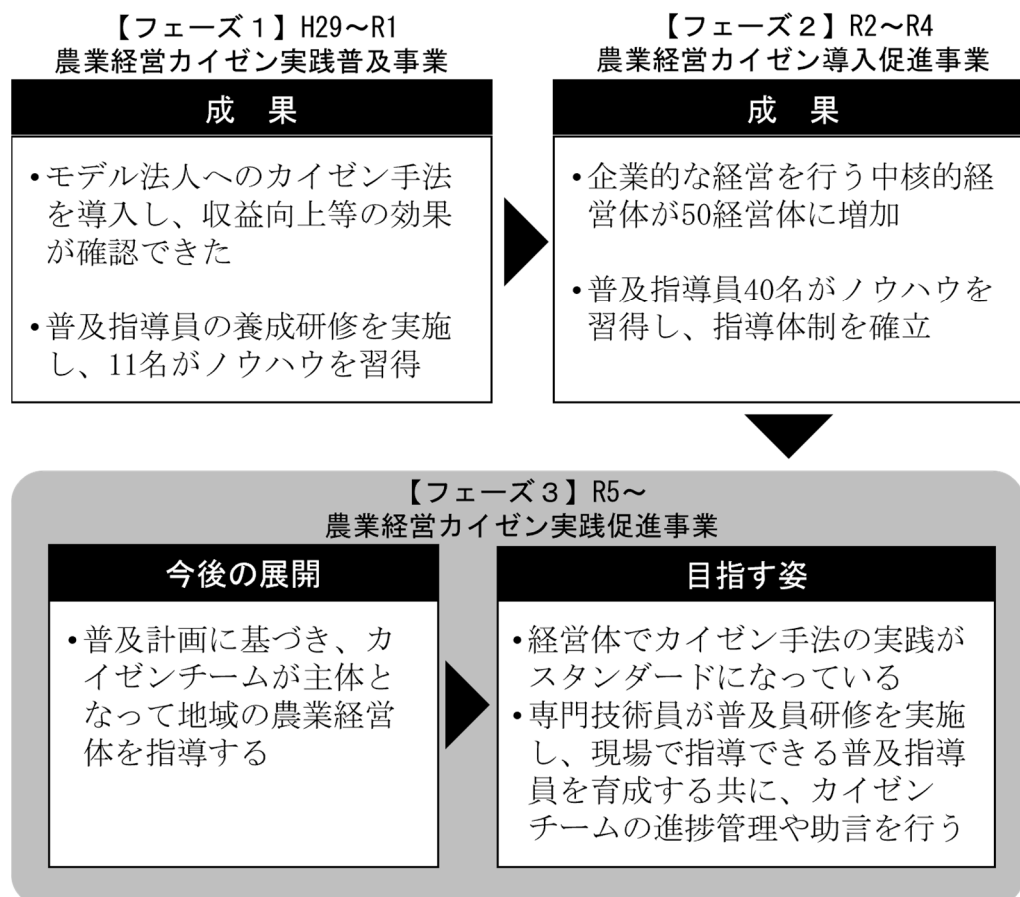 【フェーズ１】H29～R1
農業経営カイゼン実践普及事業
成　果
・モデル法人へのカイゼン手法
を導入し、収益向上等の効果
が確認できた
・普及指導員の養成研修を実施
し、11名がノウハウを習得
【フェーズ２】R2～R4
農業経営カイゼン導入促進事業
成　果
・企業的な経営を行う中核的経
営体が50経営体に増加
・普及指導員40名がノウハウを
習得し、指導体制を確立
【フェーズ３】R5～
農業経営カイゼン実践促進事業
今後の展開
・普及計画に基づき、カ
イゼンチームが主体と
なって地域の農業経営
体を指導する
目指す姿
・経営体でカイゼン手法の実践が
スタンダードになっている
・専門技術員が普及員研修を実施
し、現場で指導できる普及指導
員を育成する共に、カイゼン
チームの進捗管理や助言を行う